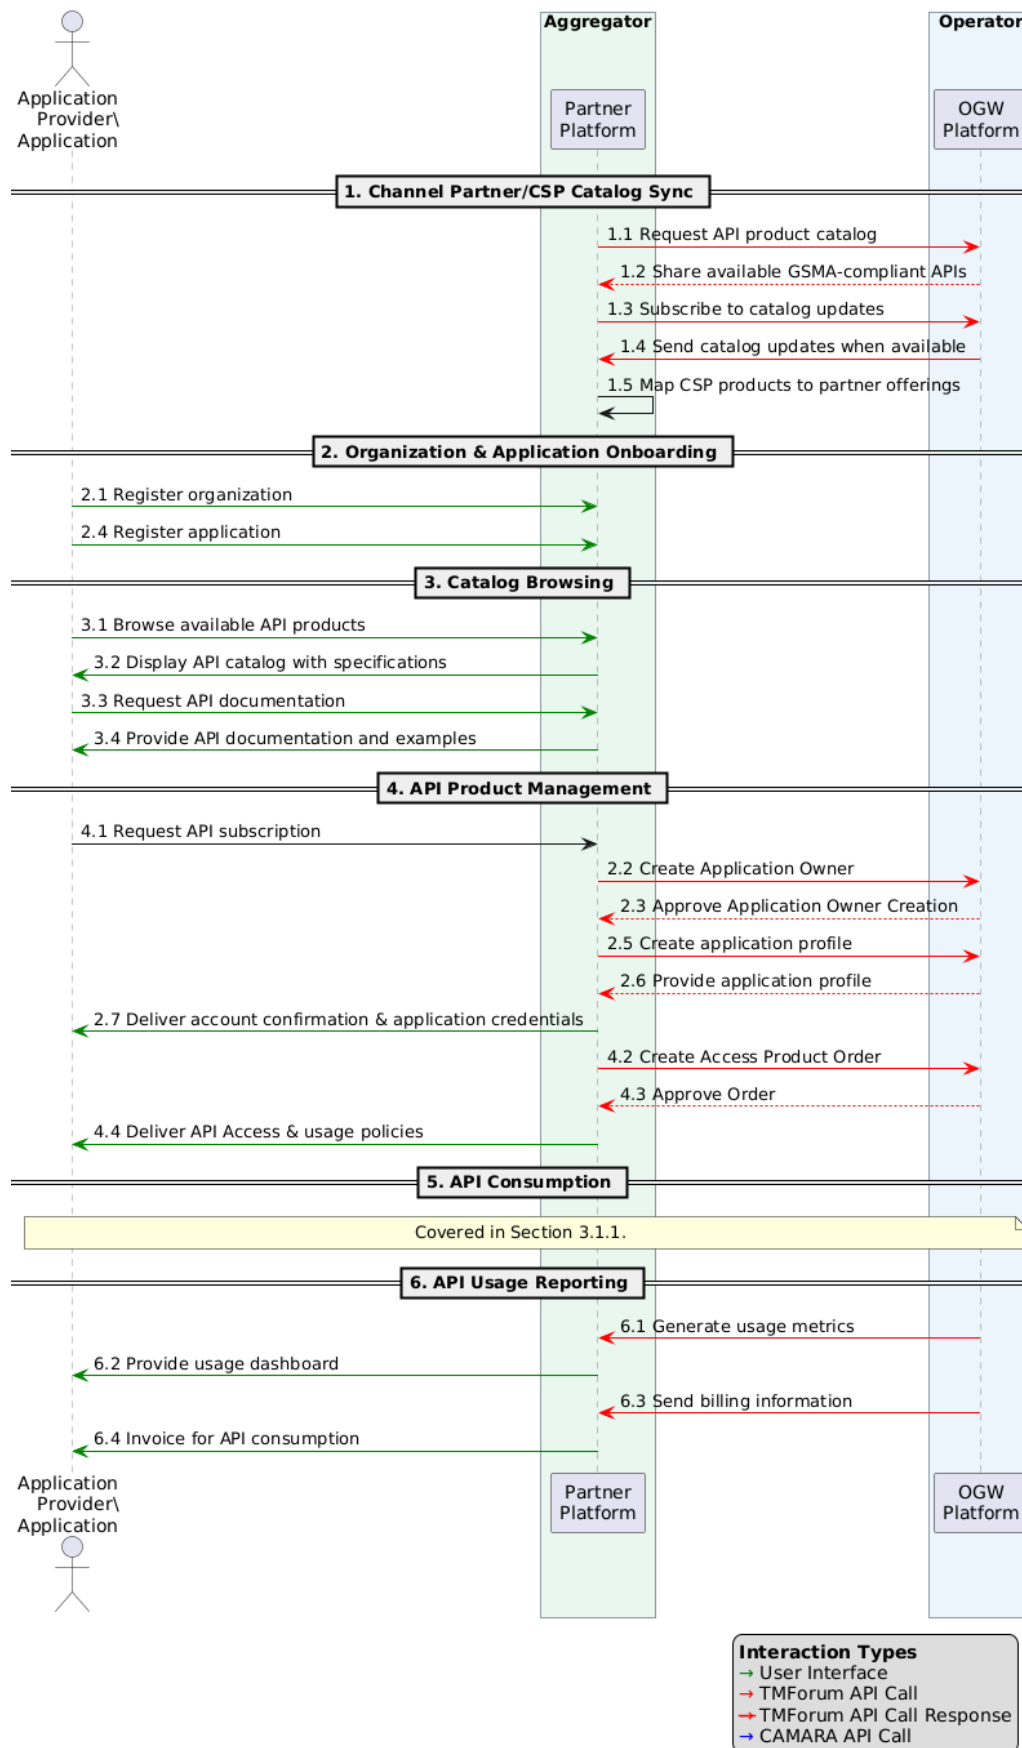 Aggregator
Operator
Application
Provider\
Application
Partner
Platform
OGW
Platform
1. Channel Partner/CSP Catalog Sync
1.1 Request API product catalog
1.2 Share available GSMA-compliant APIs
1.3 Subscribe to catalog updates
1.4 Send catalog updates when available
1.5 Map CSP products to partner offerings
2. Organization & Application Onboarding
2.1 Register organization
2.4 Register application
3. Catalog Browsing
3.1 Browse available API products
3.2 Display API catalog with specifications
3.3 Request API documentation
3.4 Provide API documentation and examples
4. API Product Management
4.1 Request API subscription
2.2 Create Application Owner
2.3 Approve Application Owner Creation
2.5 Create application profile
2.6 Provide application profile
2.7 Deliver account confirmation & application credentials
4.2 Create Access Product Order
4.3 Approve Order
4.4 Deliver API Access & usage policies
5. API Consumption
Covered in Section 3.1.1.
6. API Usage Reporting
6.1 Generate usage metrics
6.2 Provide usage dashboard
6.3 Send billing information
6.4 Invoice for API consumption
Application
Provider\
Application
Partner
Platform
OGW
Platform
Interaction Types
→ User Interface
→ TMForum API Call
→ TMForum API Call Response
→ CAMARA API Call